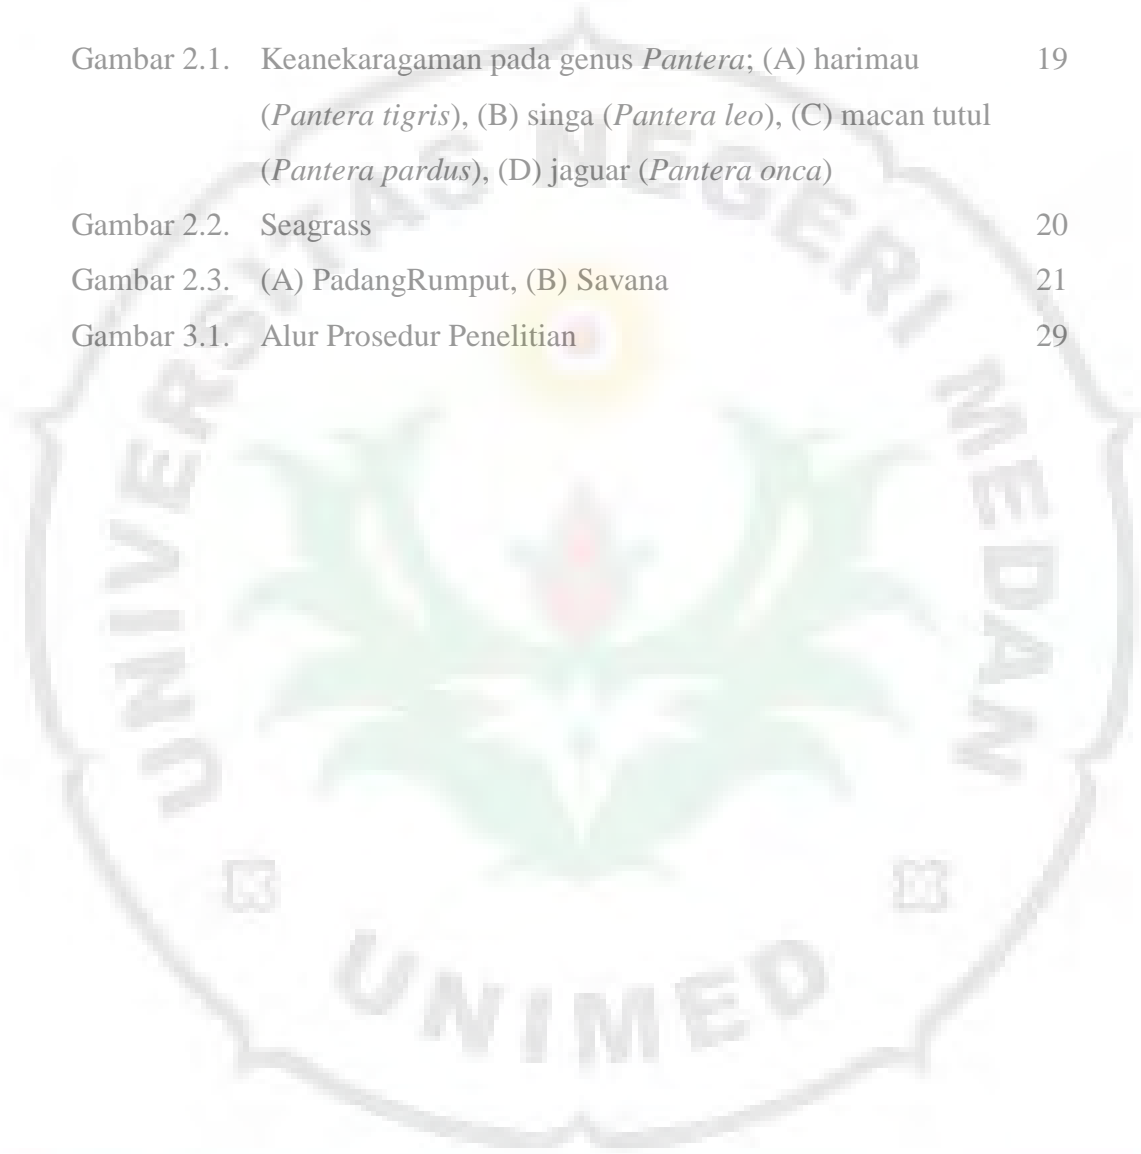 Gambar 2.1. Keanekaragaman pada genus Pantera; (A) harimau 19
(Pantera tigris), (B) singa (Pantera leo), (C) macan tutul
(Pantera pardus), (D) jaguar (Pantera onca)
Gambar 2.2. Seagrass 20
Gambar 2.3. (A) PadangRumput, (B) Savana 21
Gambar 3.1. Alur Prosedur Penelitian 29
UNIVERSITAS NEGERI MEDAN
UNIMED